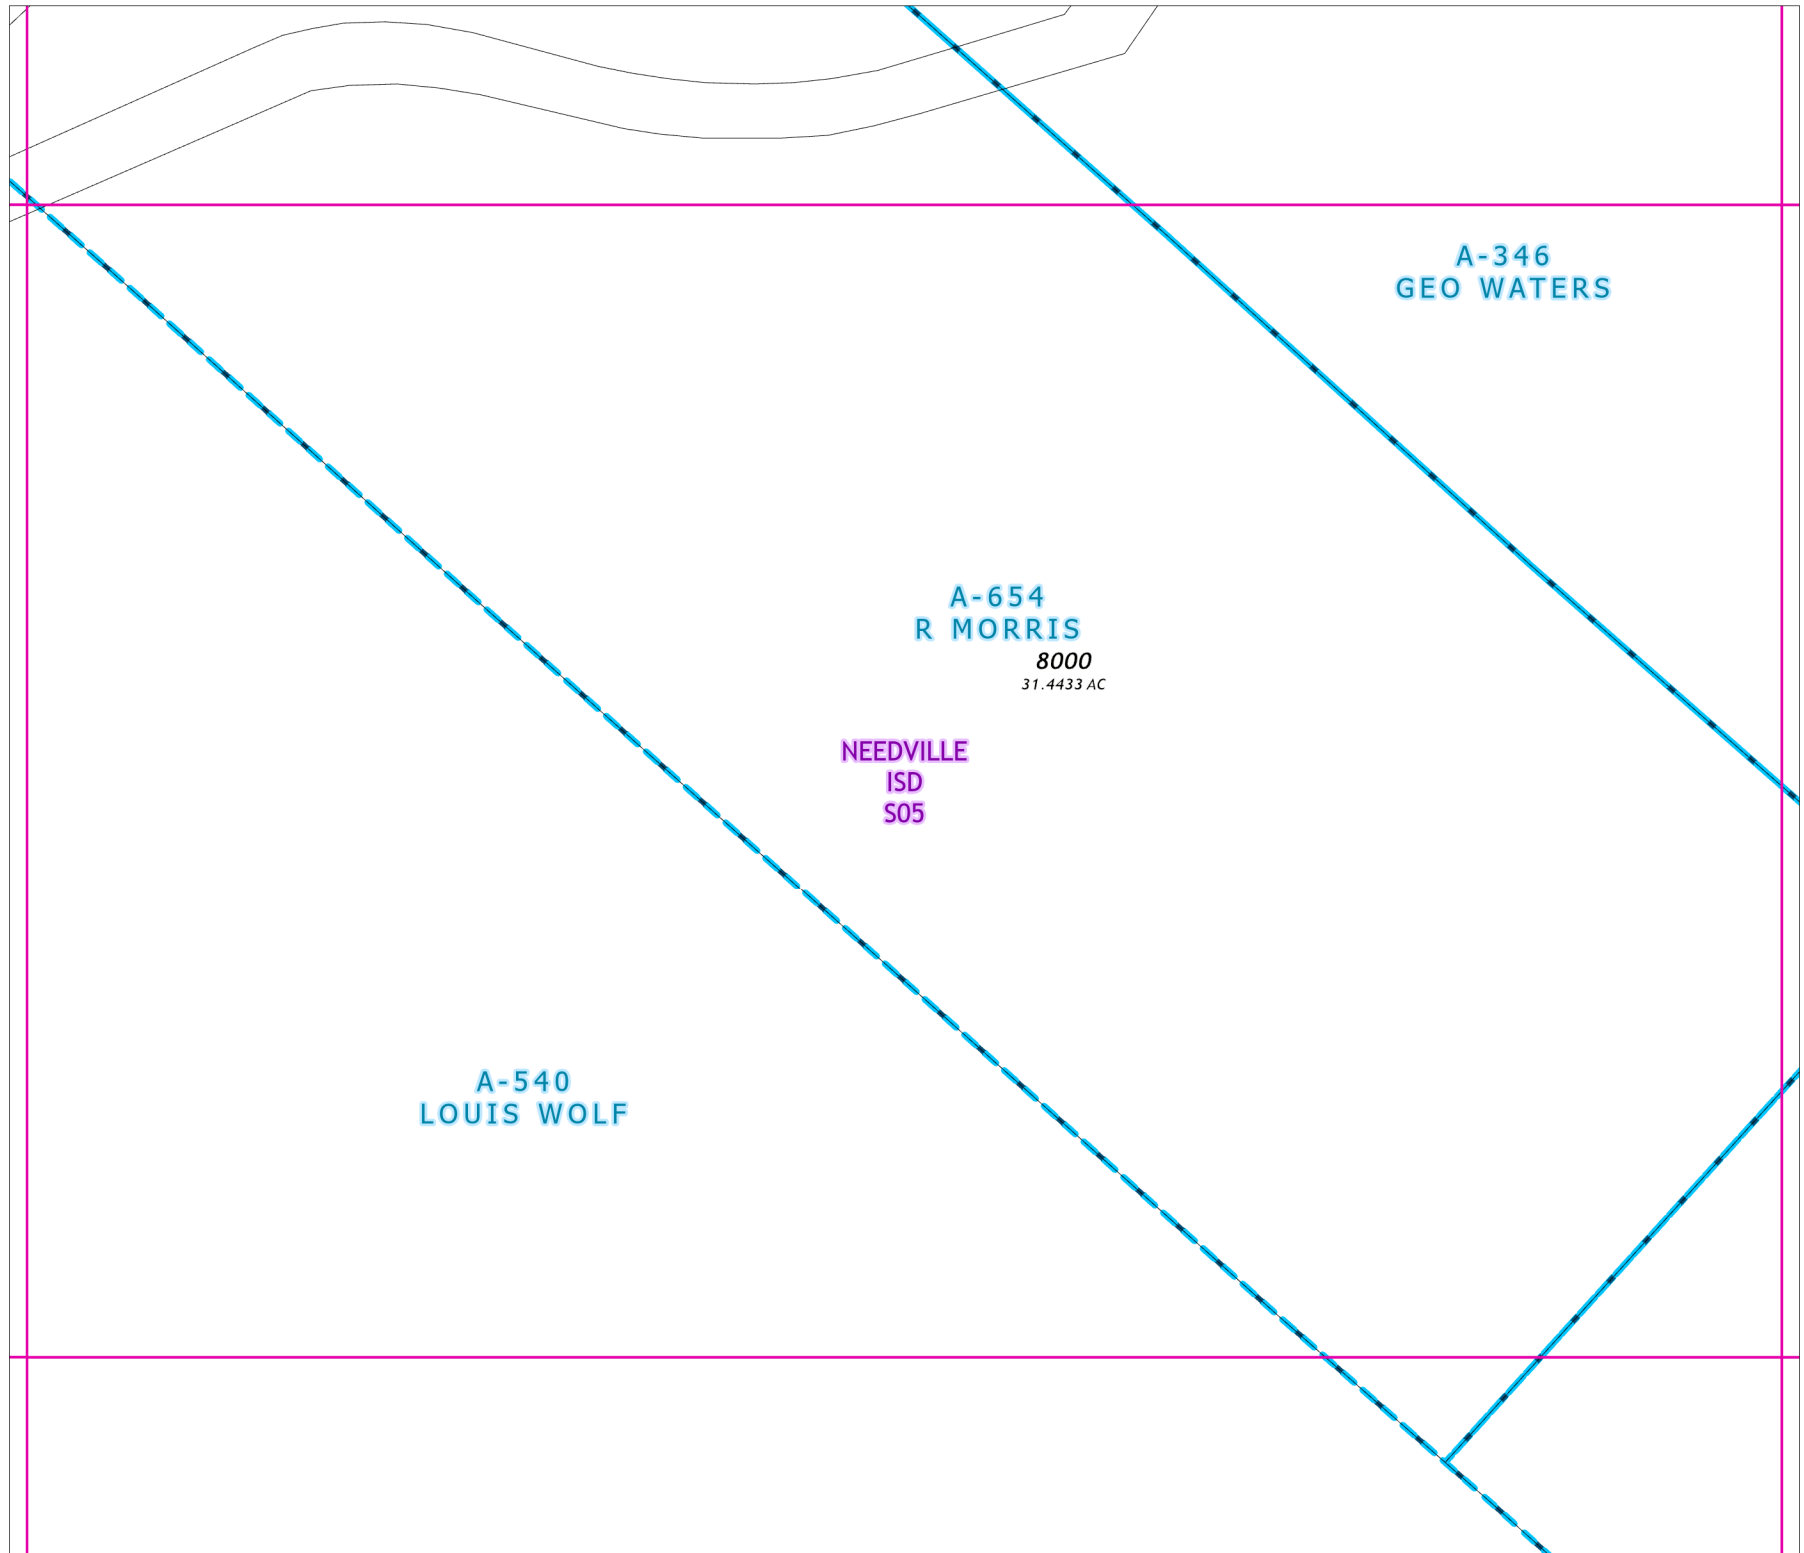 A-346
GEO WATERS
A-654
R MORRIS
8000
31.4433 AC
NEEDVILLE
ISD
S05
A-540
LOUIS WOLF